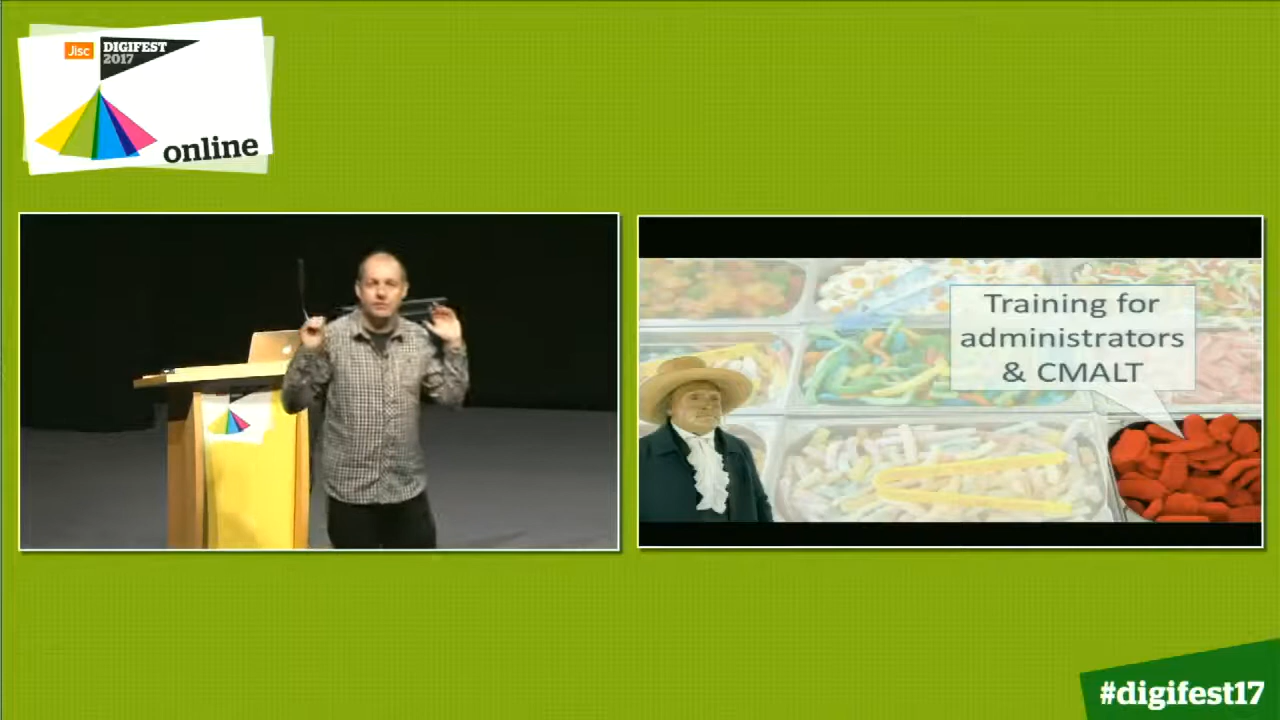 Jisc
DIGIFEST
2017
online
Training for
administrators
& CMALT
#digifest17